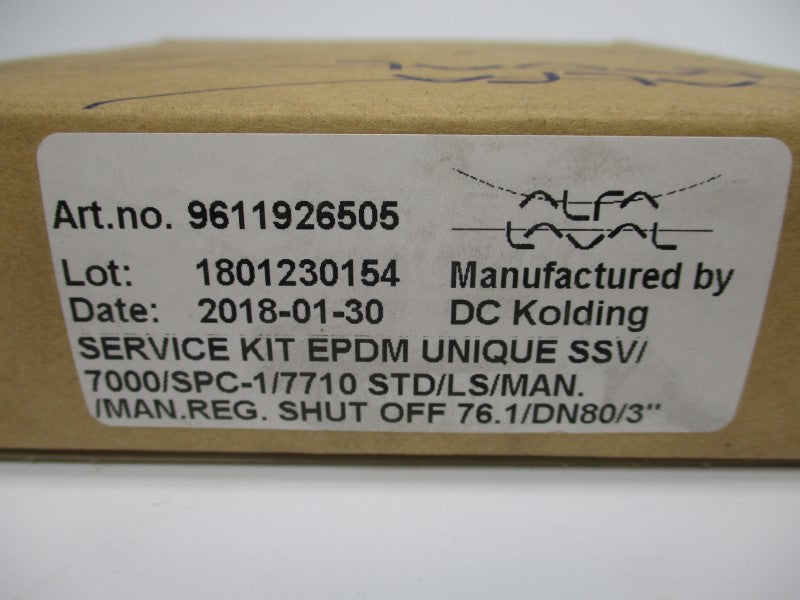 Art.no. 9611926505
ALFA
LAVAL
Lot: 1801230154
Manufactured by
Date: 2018-01-30
DC Kolding
SERVICE KIT EPDM UNIQUE SSV/
7000/SPC-1/7710 STD/LS/MAN.
/MAN.REG. SHUT OFF 76.1/DN80/3"